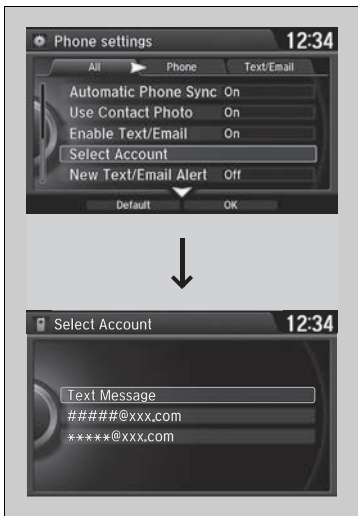 Phone settings 12:34
All Phone Text/Email
Automatic Phone Sync On
Use Contact Photo On
Enable Text/Email On
Select Account
New Text/Email Alert Off
Default OK
Select Account 12:34
Text Message
#####@xxx.com
*****@xxx.com